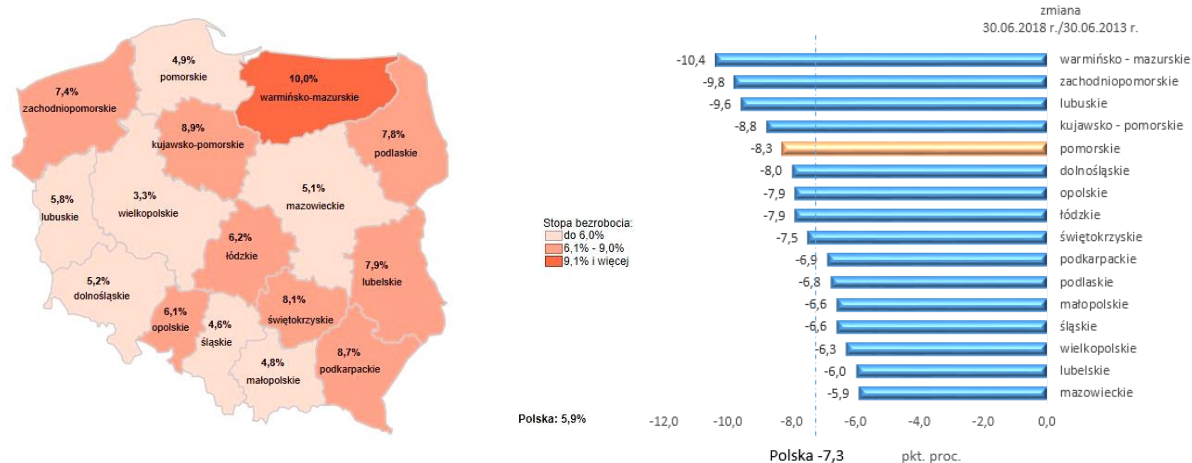 4,9%
pomorskie
10,0%
warmińsko-mazurskie
7,4%
zachodniopomorskie
8,9%
kujawsko-pomorskie
7,8%
podlaskie
5,1%
mazowieckie
5,8%
lubuskie
3,3%
wielkopolskie
6,2%
łódzkie
7,9%
lubelskie
5,2%
dolnośląskie
6,1%
opolskie
4,6%
śląskie
8,1%
świętokrzyskie
4,8%
małopolskie
8,7%
podkarpackie
Stopa bezrobocia:
do 6,0%
6,1% - 9,0%
9,1% i więcej
Polska: 5,9%
zmiana
30.06.2018 r./30.06.2013 r.
-10,4 warmińsko - mazurskie
-9,8 zachodniopomorskie
-9,6 lubuskie
-8,8 kujawsko - pomorskie
-8,3 pomorskie
-8,0 dolnośląskie
-7,9 opolskie
-7,9 łódzkie
-7,5 świętokrzyskie
-6,9 podkarpackie
-6,8 podlaskie
-6,6 małopolskie
-6,6 śląskie
-6,3 wielkopolskie
-6,0 lubelskie
-5,9 mazowieckie
-12,0 -10,0 -8,0 -6,0 -4,0 -2,0 0,0
Polska -7,3 pkt. proc.